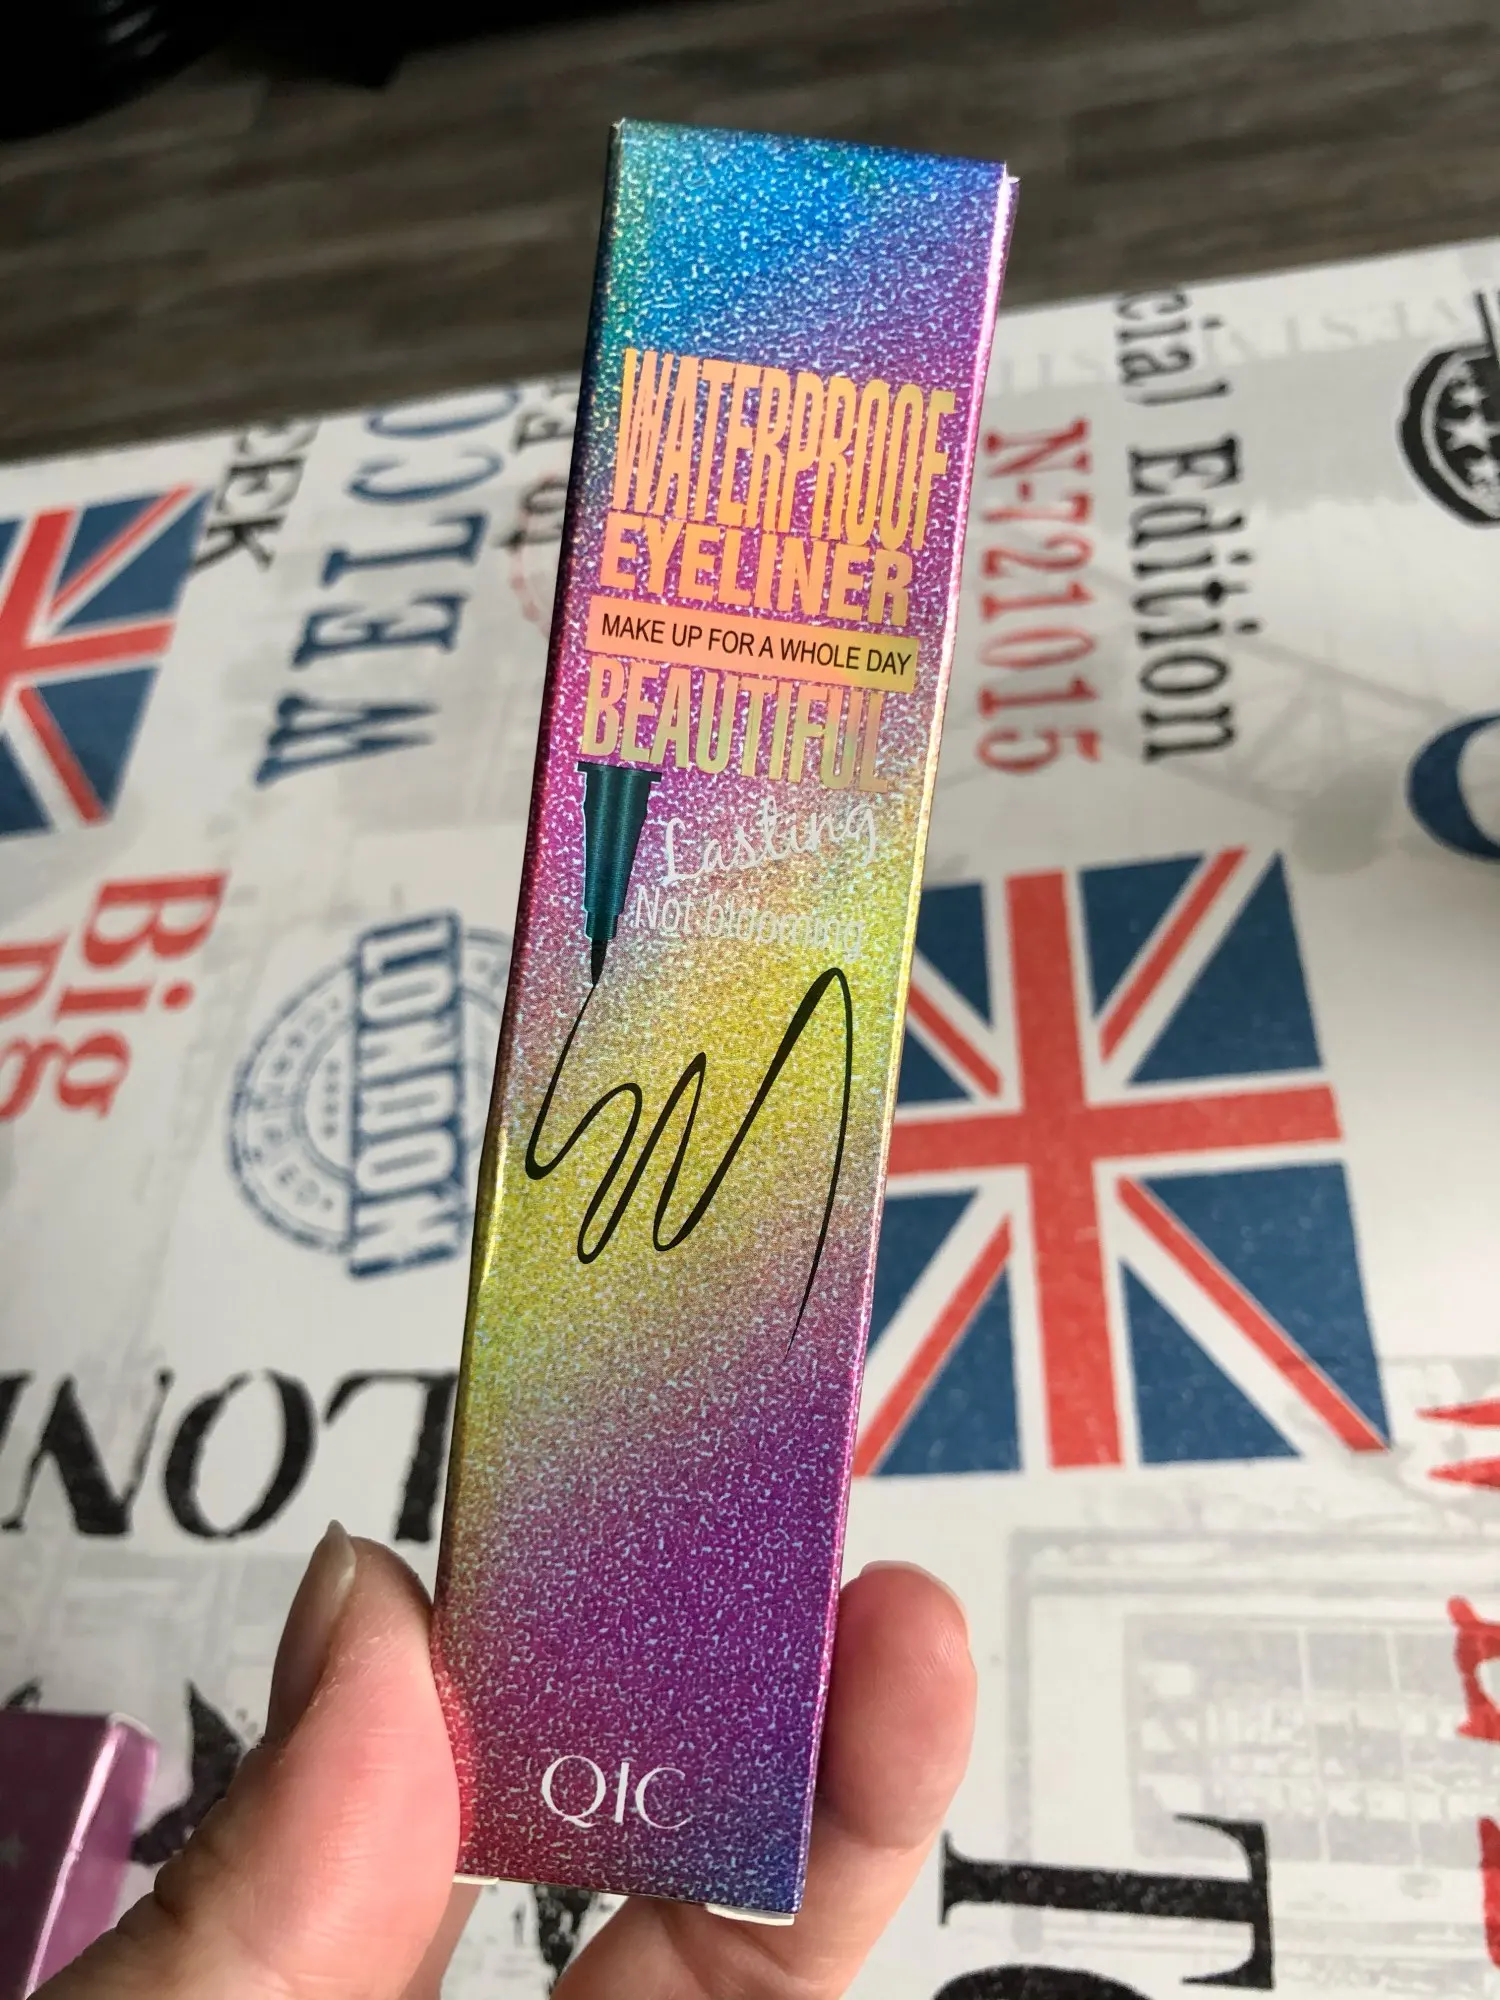 WATERPROOF
EYELINER
MAKE UP FOR A WHOLE DAY
BEAUTIFUL
Lasting
Not blooming
QIC
WELCO
EEK
cial Edition
N-721015
Big
LONDON
LON